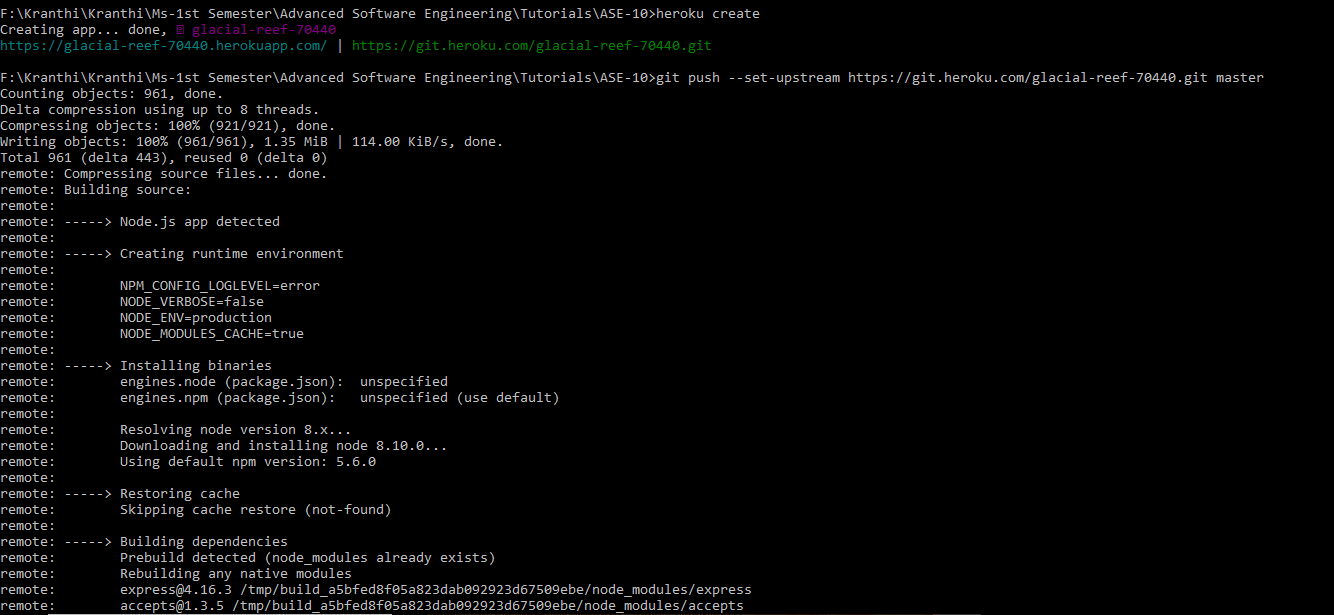 F:\Kranthi\Kranthi\Ms-1st Semester\Advanced Software Engineering\Tutorials\ASE-10>heroku create
Creating app... done, glacial-reef-70440
https://glacial-reef-70440.herokuapp.com/ | https://git.heroku.com/glacial-reef-70440.git
F:\Kranthi\Kranthi\Ms-1st Semester\Advanced Software Engineering\Tutorials\ASE-10>git push --set-upstream https://git.heroku.com/glacial-reef-70440.git master
Counting objects: 961, done.
Delta compression using up to 8 threads.
Compressing objects: 100% (921/921), done.
Writing objects: 100% (961/961), 1.35 MiB | 114.00 KiB/s, done.
Total 961 (delta 443), reused 0 (delta 0)
remote: Compressing source files... done.
remote: Building source:
remote:
remote: -----> Node.js app detected
remote:
remote: -----> Creating runtime environment
remote:
remote:        NPM_CONFIG_LOGLEVEL=error
remote:        NODE_VERBOSE=false
remote:        NODE_ENV=production
remote:        NODE_MODULES_CACHE=true
remote:
remote: -----> Installing binaries
remote:        engines.node (package.json):  unspecified
remote:        engines.npm (package.json):   unspecified (use default)
remote:
remote:        Resolving node version 8.x...
remote:        Downloading and installing node 8.10.0...
remote:        Using default npm version: 5.6.0
remote:
remote: -----> Restoring cache
remote:        Skipping cache restore (not-found)
remote:
remote: -----> Building dependencies
remote:        Prebuild detected (node_modules already exists)
remote:        Rebuilding any native modules
remote:        express@4.16.3 /tmp/build_a5bfed8f05a823dab092923d67509ebe/node_modules/express
remote:        accepts@1.3.5 /tmp/build_a5bfed8f05a823dab092923d67509ebe/node_modules/accepts